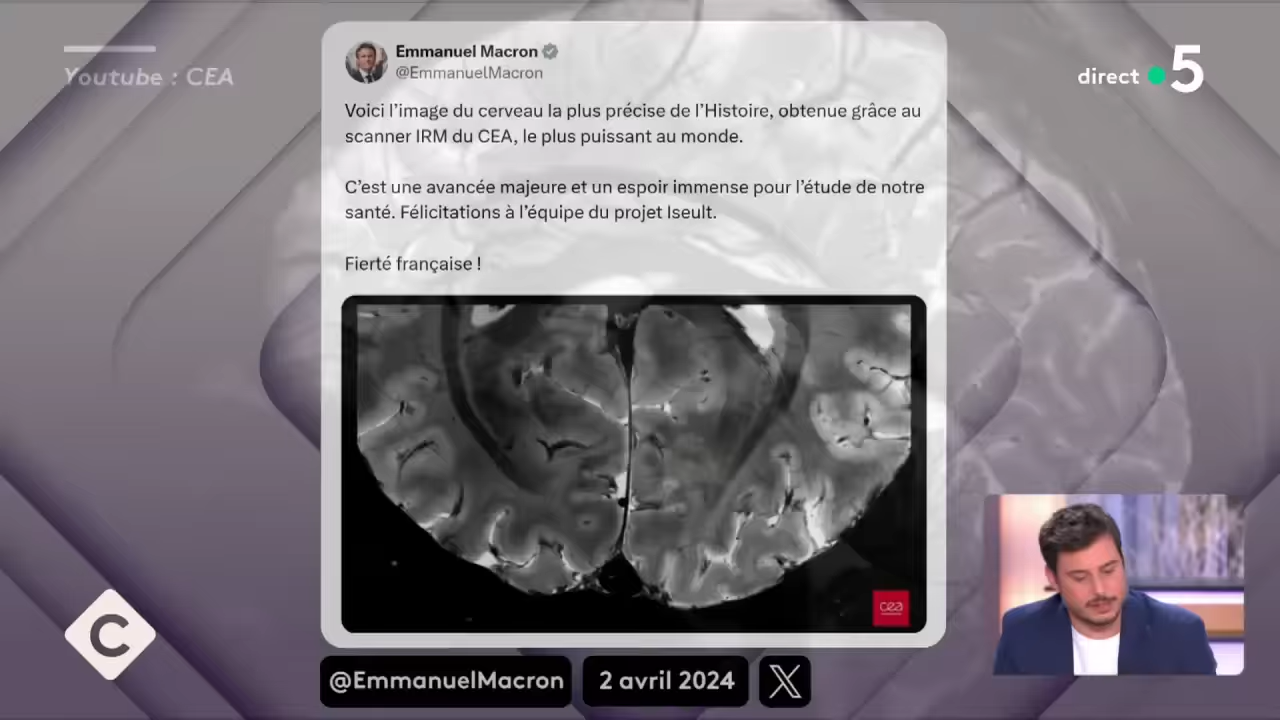 Youtube : CEA
direct 5
Emmanuel Macron
@EmmanuelMacron
Voici l’image du cerveau la plus précise de l’Histoire, obtenue grâce au
scanner IRM du CEA, le plus puissant au monde.
C’est une avancée majeure et un espoir immense pour l’étude de notre
santé. Félicitations à l’équipe du projet Iseult.
Fierté française !
cea
C
@EmmanuelMacron
2 avril 2024
X